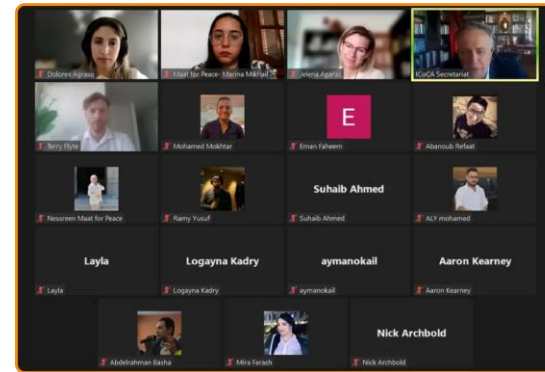 Dolores Agraso
Maat for Peace- Marina Mikhail
Jelena Aparac
ICoCA Secretariat
Terry Flute
Mohamed Mokhtar
E
Eman Faheem
Abanoub Refaat
Nessreen Maat for Peace
Ramy Yusuf
Suhaib Ahmed
Suhaib Ahmed
ALY mohamed
Layla
Layla
Logayna Kadry
Logayna Kadry
aymanokail
aymanokail
Aaron Kearney
Aaron Kearney
Abdelrahman Basha
Mira Farash
Nick Archbold
Nick Archbold